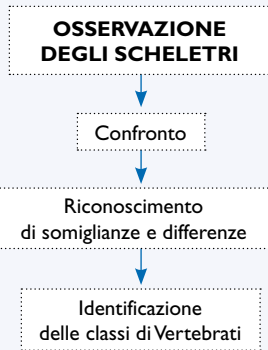 OSSERVAZIONE
DEGLI SCHELETRI
Confronto
Riconoscimento
di somiglianze e differenze
Identificazione
delle classi di Vertebrati